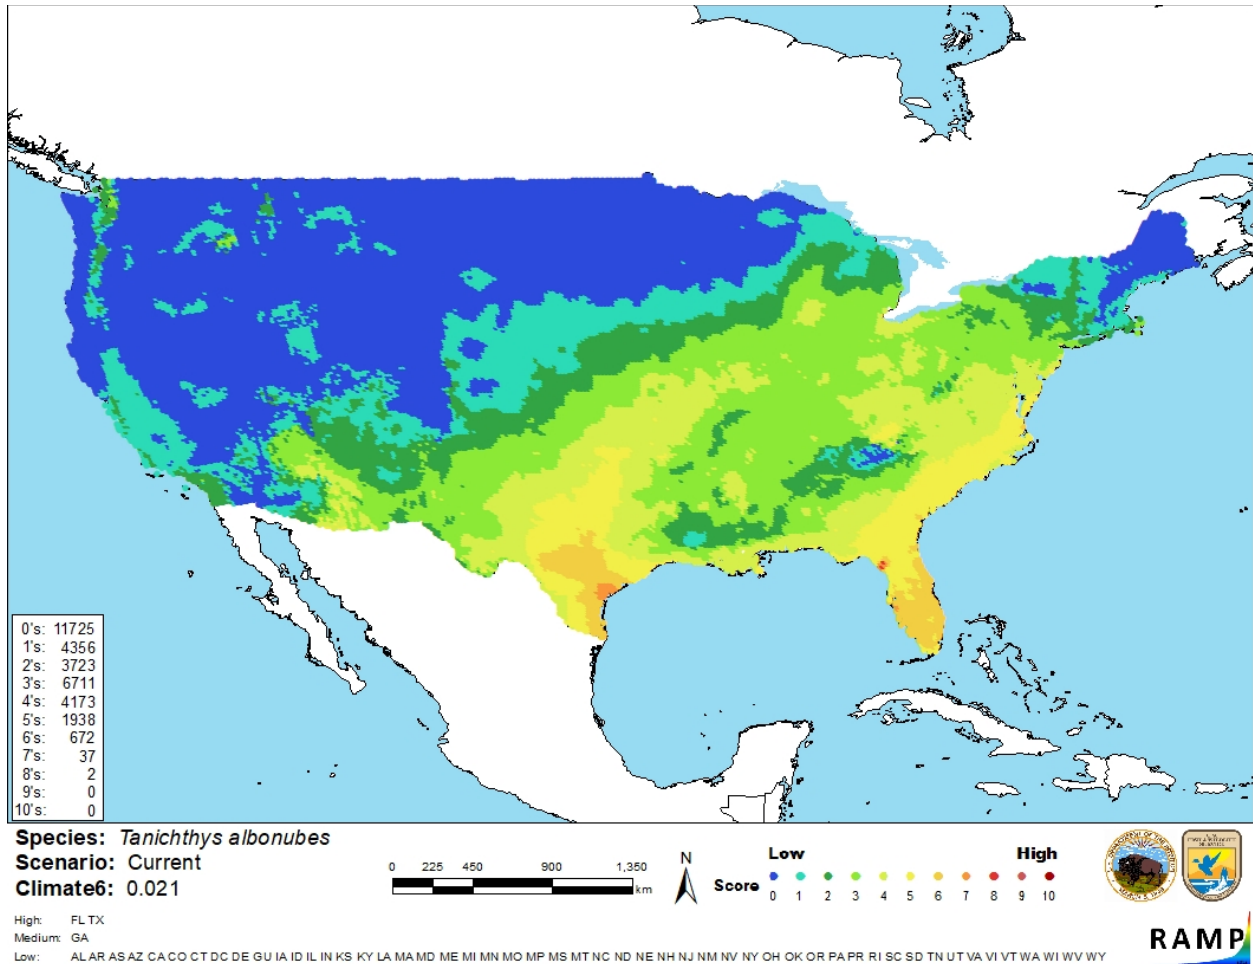 0's: 11725
1's: 4356
2's: 3723
3's: 6711
4's: 4173
5's: 1938
6's: 672
7's: 37
8's: 2
9's: 0
10's: 0
Species: Tanichthys albonubes
Scenario: Current
Climate6: 0.021
0 225 450 900 1,350
km
N
Low High
Score
0 1 2 3 4 5 6 7 8 9 10
High: FL TX
Medium: GA
Low: AL AR AS AZ CA CO CT DC DE GU IA ID IL IN KS KY LA MA MD ME MI MN MO MP MS MT NC ND NE NH NJ NM NV NY OH OK OR PA PR RI SC SD TN UT VA VI VT WA WI WV WY
RAMP